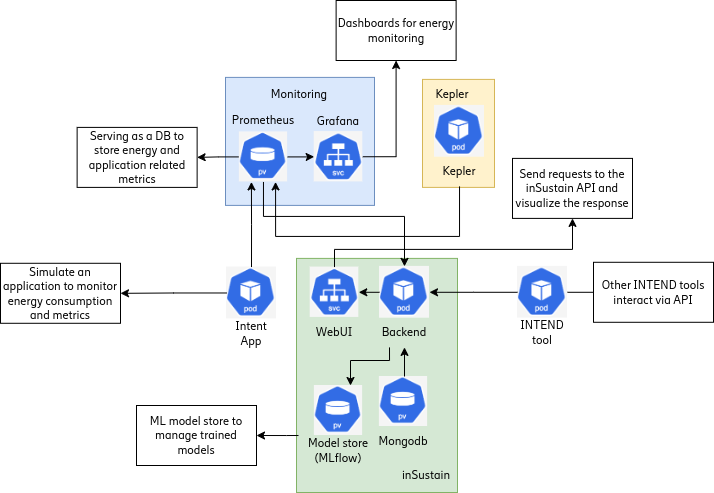 Dashboards for energy
monitoring
Monitoring
Prometheus
Grafana
pv
svc
Kepler
pod
Kepler
Serving as a DB to
store energy and
application related
metrics
Send requests to the
inSustain API and
visualize the response
Simulate an
application to monitor
energy consumption
and metrics
pod
Intent
App
svc
WebUI
pod
Backend
pod
INTEND
tool
Other INTEND tools
interact via API
pv
Model store
(MLflow)
pv
Mongodb
inSustain
ML model store to
manage trained
models